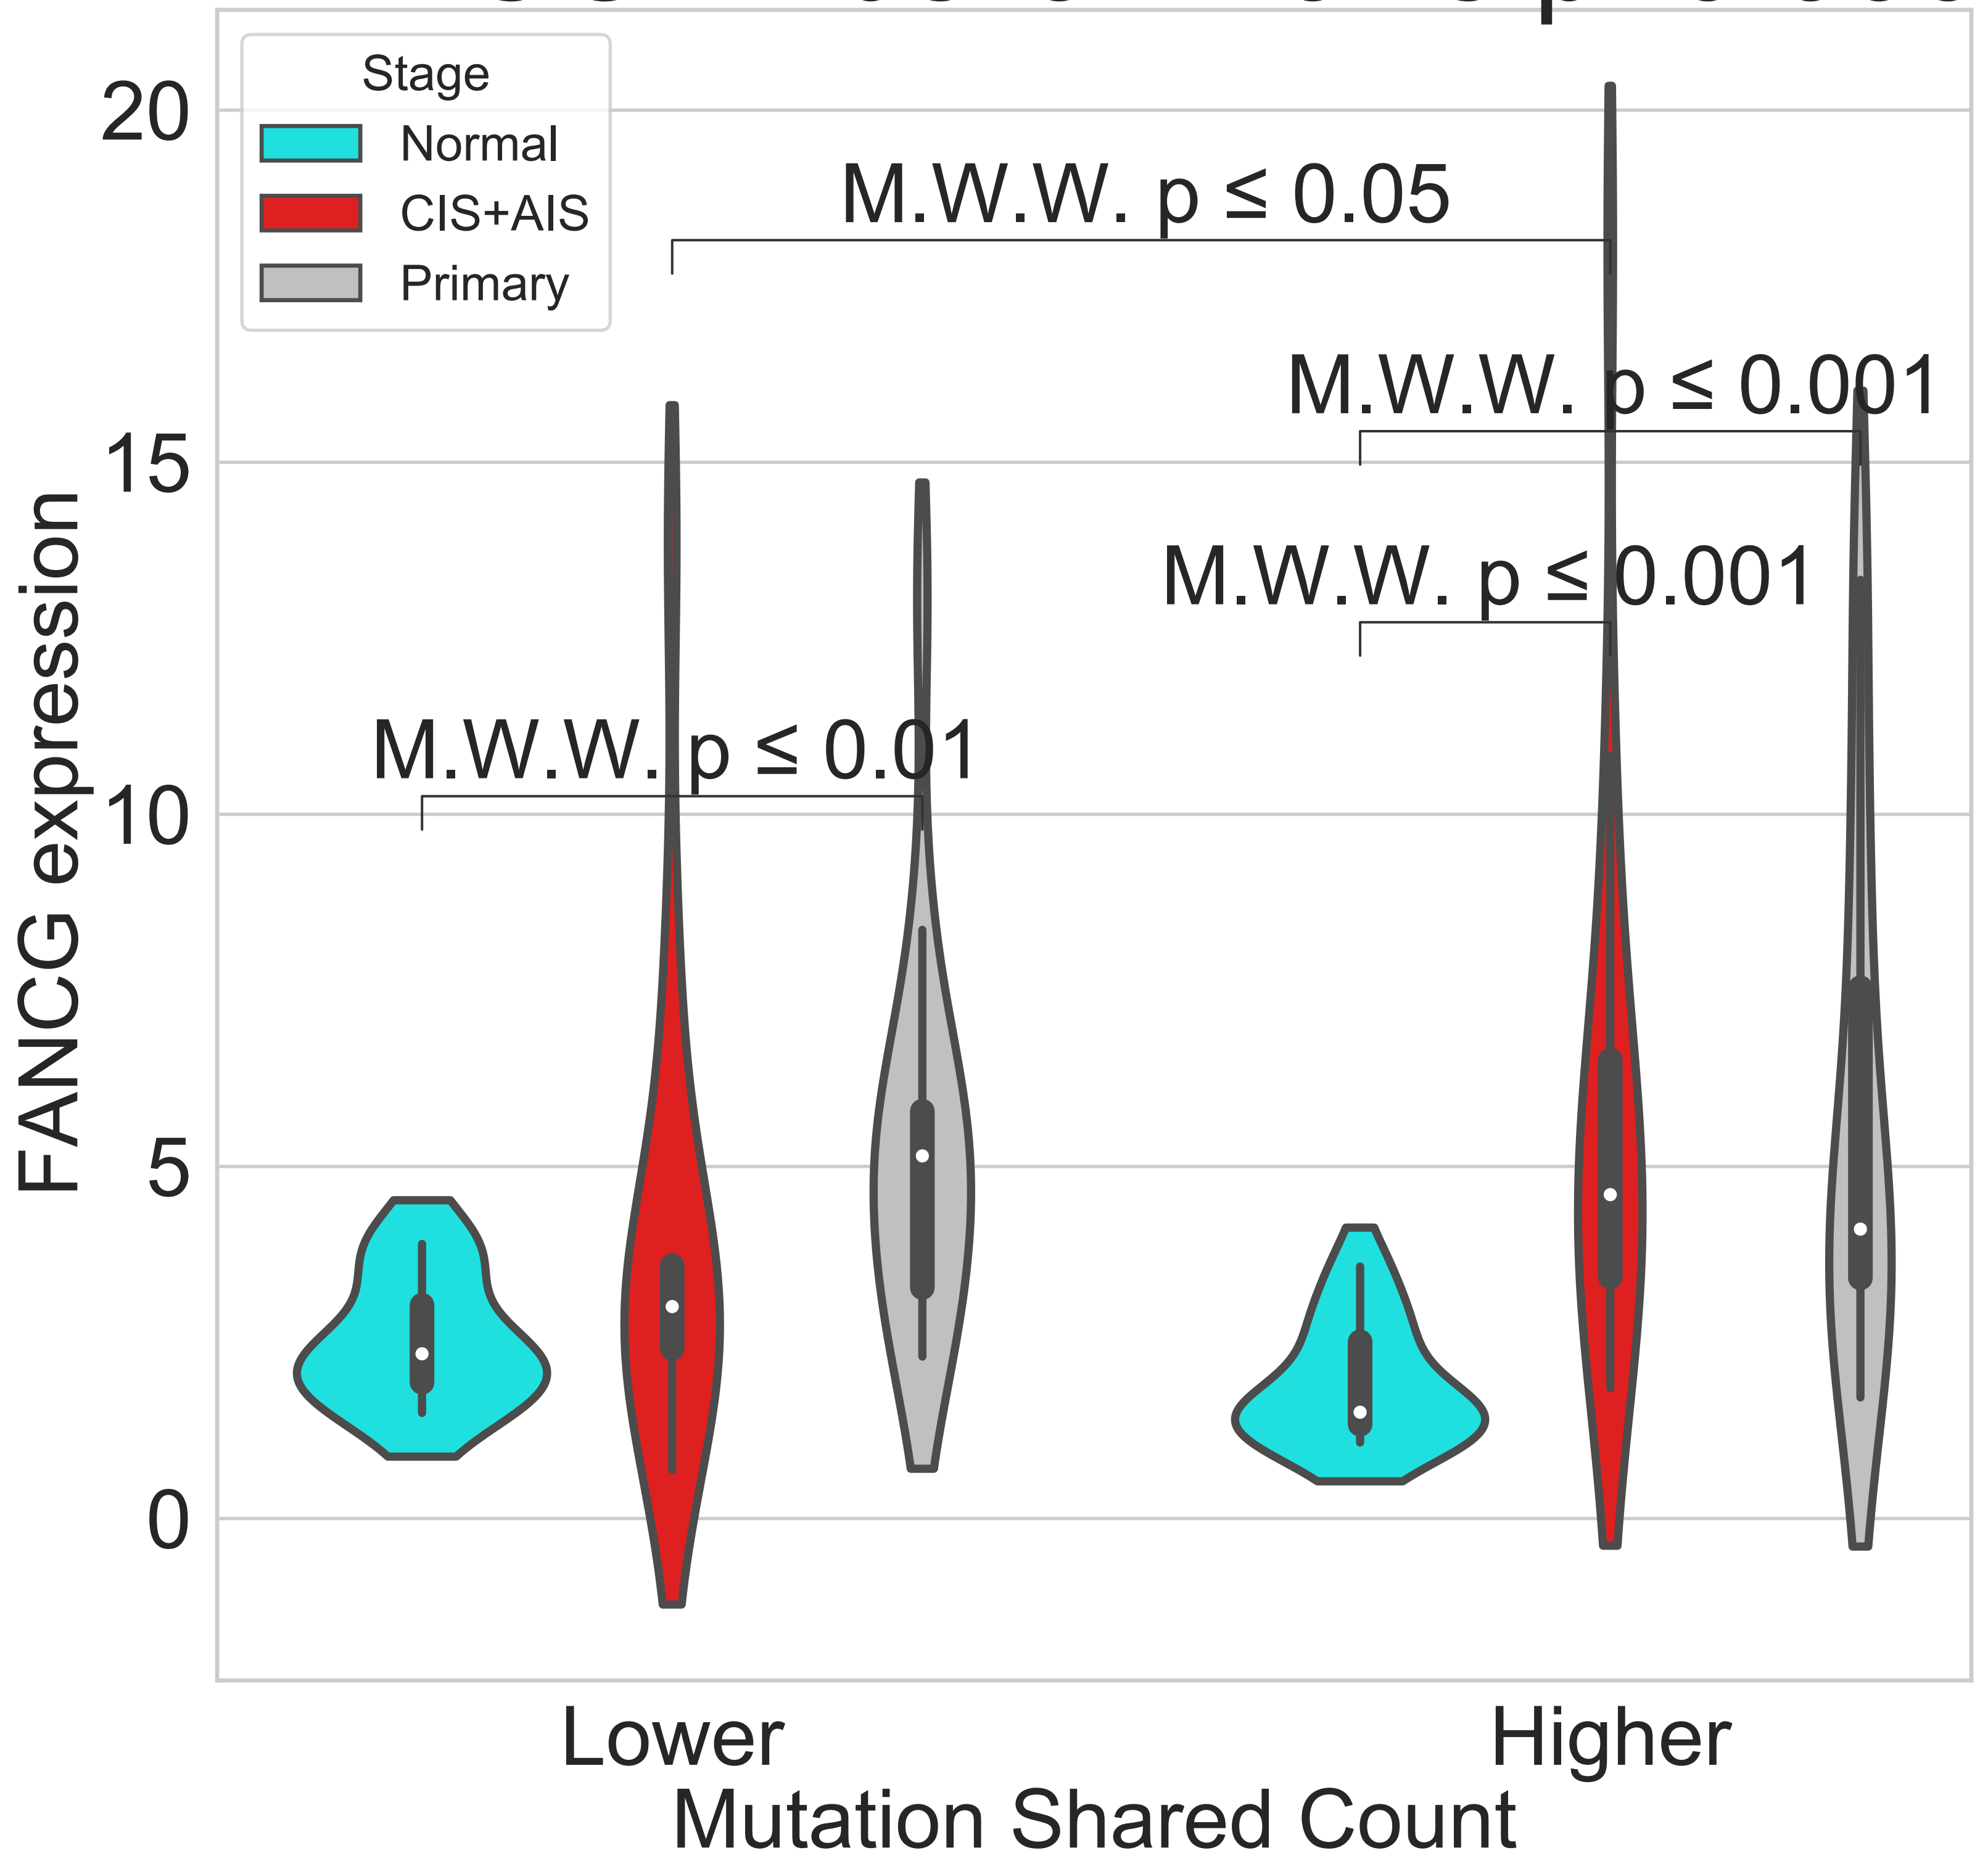 Stage
Normal
CIS+AIS
Primary
20
15
10
5
0
FANCG expression
M.W.W. p ≤ 0.05
M.W.W. p ≤ 0.001
M.W.W. p ≤ 0.001
M.W.W. p ≤ 0.01
Lower
Higher
Mutation Shared Count